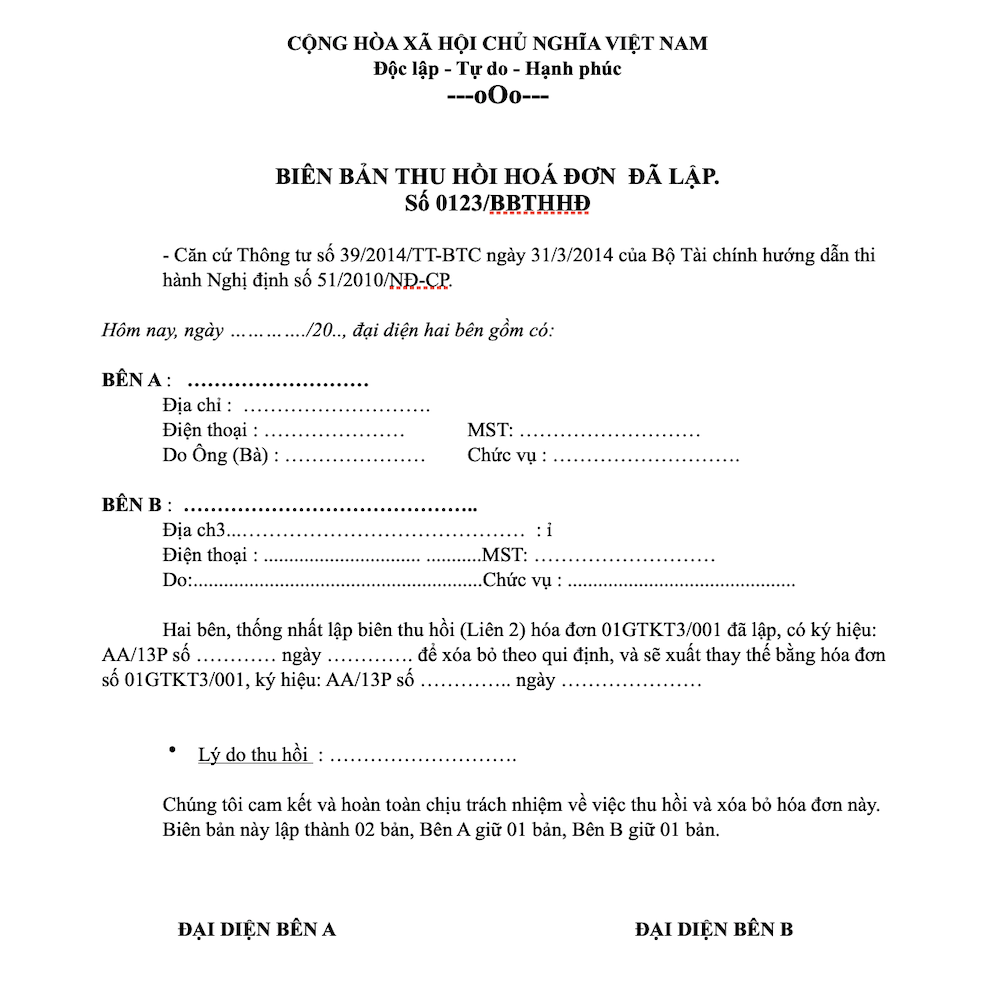 CỘNG HÒA XÃ HỘI CHỦ NGHĨA VIỆT NAM
Độc lập - Tự do - Hạnh phúc
---oOo---
BIÊN BẢN THU HỒI HOÁ ĐƠN  ĐÃ LẬP.
Số 0123/BBTHHĐ
- Căn cứ Thông tư số 39/2014/TT-BTC ngày 31/3/2014 của Bộ Tài chính hướng dẫn thi
hành Nghị định số 51/2010/NĐ-CP.
Hôm nay, ngày …………./20.., đại diện hai bên gồm có:
BÊN A :   ………………………
Địa chỉ :  ……………………….
Điện thoại : …………………          MST: ………………………
Do Ông (Bà) : …………………      Chức vụ : ……………………….
BÊN B :  ……………………………………..
Địa ch3...……………………………………  : ỉ
Điện thoại : ............................... ...........MST: ………………………
Do:.........................................................Chức vụ : .............................................
Hai bên, thống nhất lập biên thu hồi (Liên 2) hóa đơn 01GTKT3/001 đã lập, có ký hiệu:
AA/13P số ………… ngày …………. để xóa bỏ theo qui định, và sẽ xuất thay thế bằng hóa đơn
số 01GTKT3/001, ký hiệu: AA/13P số ………….. ngày …………………
• Lý do thu hồi  : ……………………….
Chúng tôi cam kết và hoàn toàn chịu trách nhiệm về việc thu hồi và xóa bỏ hóa đơn này.
Biên bản này lập thành 02 bản, Bên A giữ 01 bản, Bên B giữ 01 bản.
ĐẠI DIỆN BÊN A          ĐẠI DIỆN BÊN B